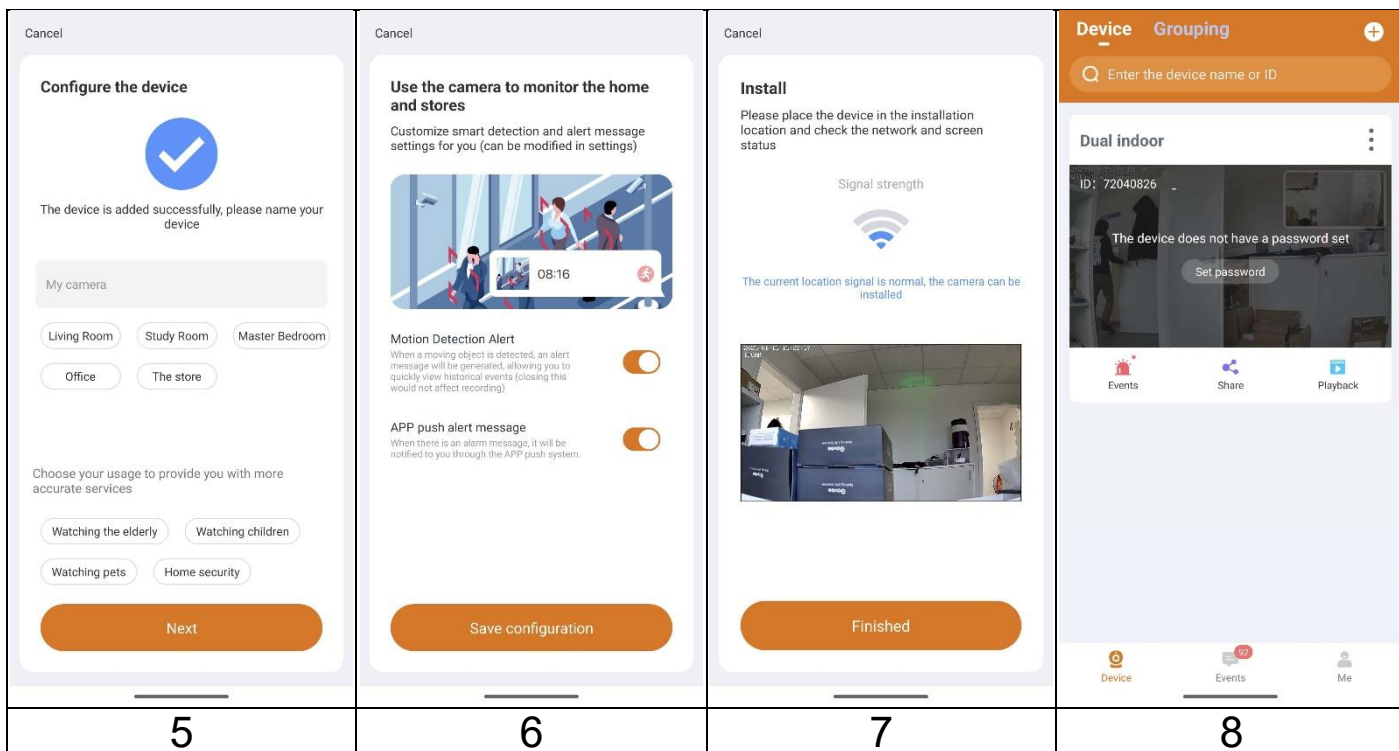 Cancel
Configure the device
The device is added successfully, please name your
device
My camera
Living Room
Study Room
Master Bedroom
Office
The store
Choose your usage to provide you with more
accurate services
Watching the elderly
Watching children
Watching pets
Home security
Next
5
Cancel
Use the camera to monitor the home
and stores
Customize smart detection and alert message
settings for you (can be modified in settings)
08:16
Motion Detection Alert
When a moving object is detected, an alert
message will be generated, allowing you to
quickly view historical events (closing this
would not affect recording)
APP push alert message
When there is an alarm message, it will be
notified to you through the APP push system.
Save configuration
6
Cancel
Install
Please place the device in the installation
location and check the network and screen
status
Signal strength
The current location signal is normal, the camera can be
installed
Finished
7
Device
Grouping
Enter the device name or ID
Dual indoor
ID: 72040826
The device does not have a password set
Set password
Events
Share
Playback
Device
92
Events
Me
8